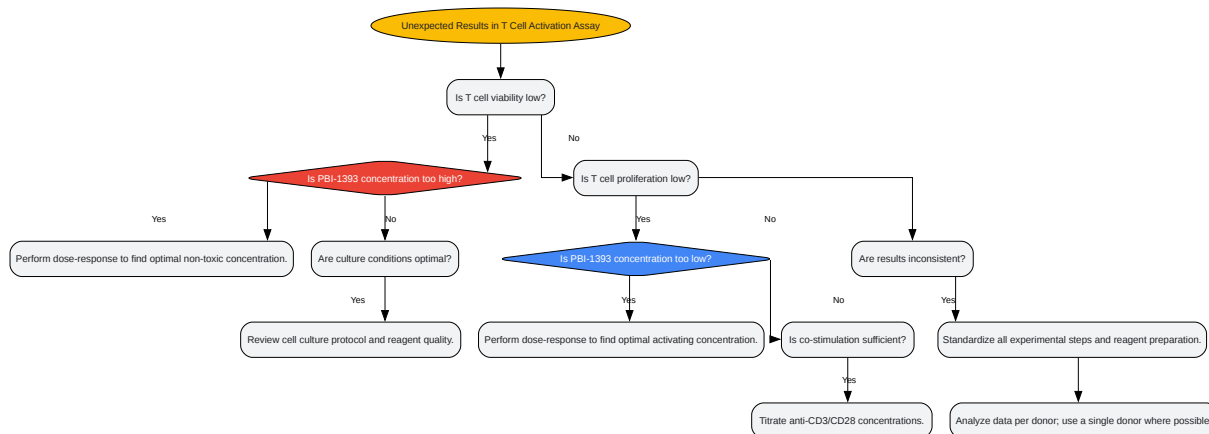 Unexpected Results in T Cell Activation Assay
Is T cell viability low?
Yes
No
Is PBI-1393 concentration too high?
Is T cell proliferation low?
Yes
No
Yes
No
Perform dose-response to find optimal non-toxic concentration.
Are culture conditions optimal?
Is PBI-1393 concentration too low?
Are results inconsistent?
Yes
Yes
No
Yes
Review cell culture protocol and reagent quality.
Perform dose-response to find optimal activating concentration.
Is co-stimulation sufficient?
Standardize all experimental steps and reagent preparation.
Yes
Titrate anti-CD3/CD28 concentrations.
Analyze data per donor; use a single donor where possible